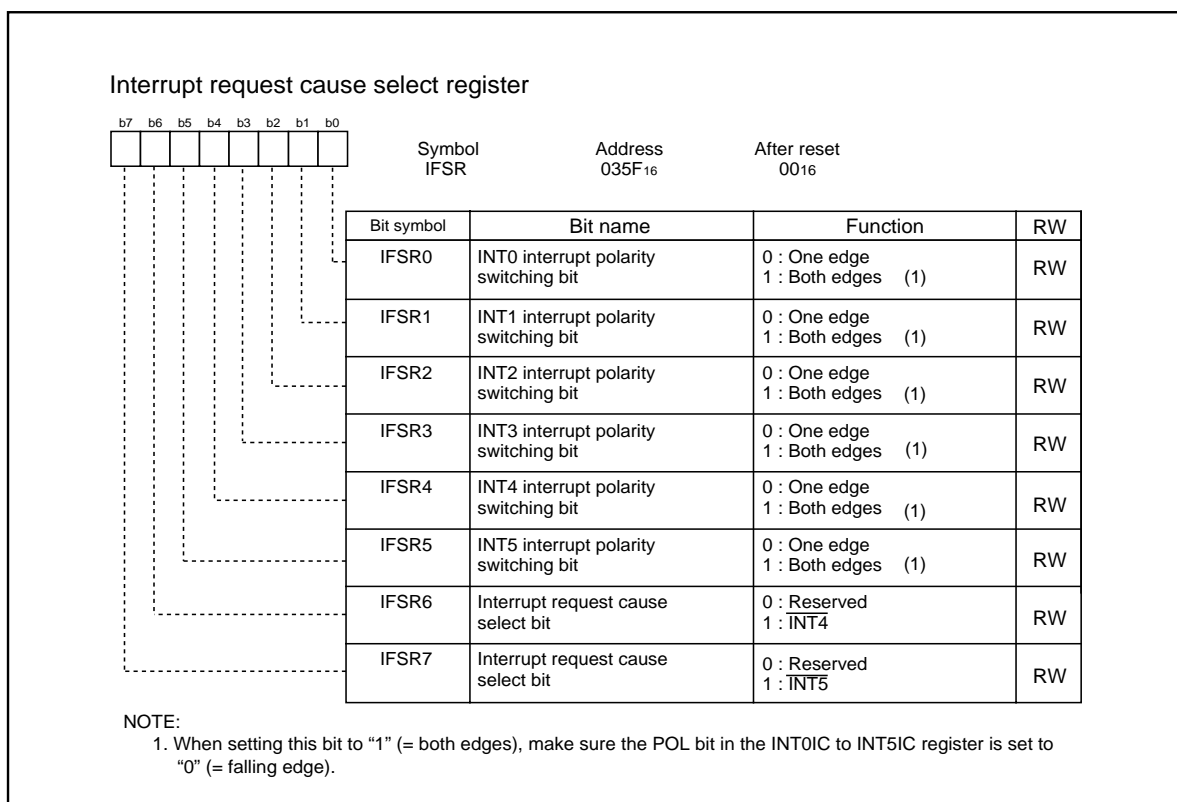 Interrupt request cause select register
b7 b6 b5 b4 b3 b2 b1 b0
Symbol Address After reset
IFSR 035F16 0016
Bit symbol Bit name Function RW
IFSR0 INT0 interrupt polarity switching bit 0 : One edge
1 : Both edges (1) RW
IFSR1 INT1 interrupt polarity switching bit 0 : One edge
1 : Both edges (1) RW
IFSR2 INT2 interrupt polarity switching bit 0 : One edge
1 : Both edges (1) RW
IFSR3 INT3 interrupt polarity switching bit 0 : One edge
1 : Both edges (1) RW
IFSR4 INT4 interrupt polarity switching bit 0 : One edge
1 : Both edges (1) RW
IFSR5 INT5 interrupt polarity switching bit 0 : One edge
1 : Both edges (1) RW
IFSR6 Interrupt request cause select bit 0 : Reserved
1 : INT4 RW
IFSR7 Interrupt request cause select bit 0 : Reserved
1 : INT5 RW
NOTE:
1. When setting this bit to “1” (= both edges), make sure the POL bit in the INT0IC to INT5IC register is set to
“0” (= falling edge).